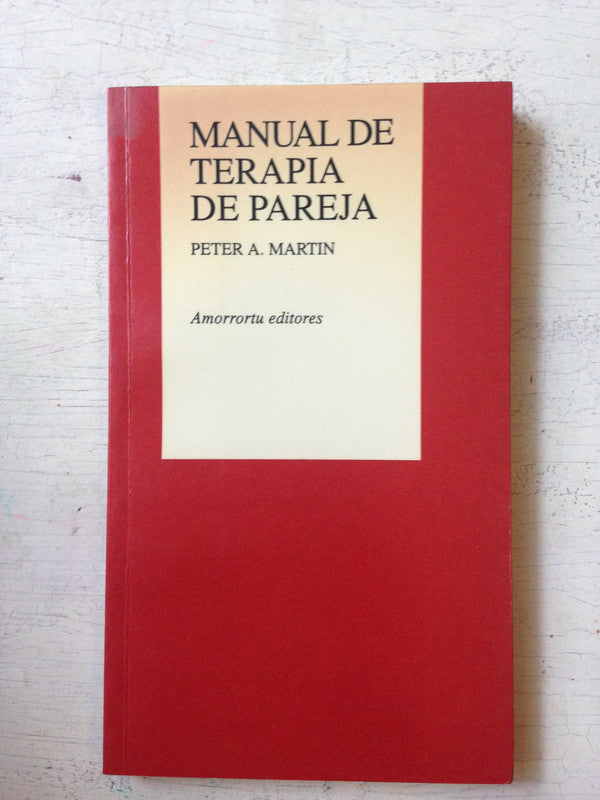 MANUAL DE
TERAPIA
DE PAREJA
PETER A. MARTIN
Amorrortu editores